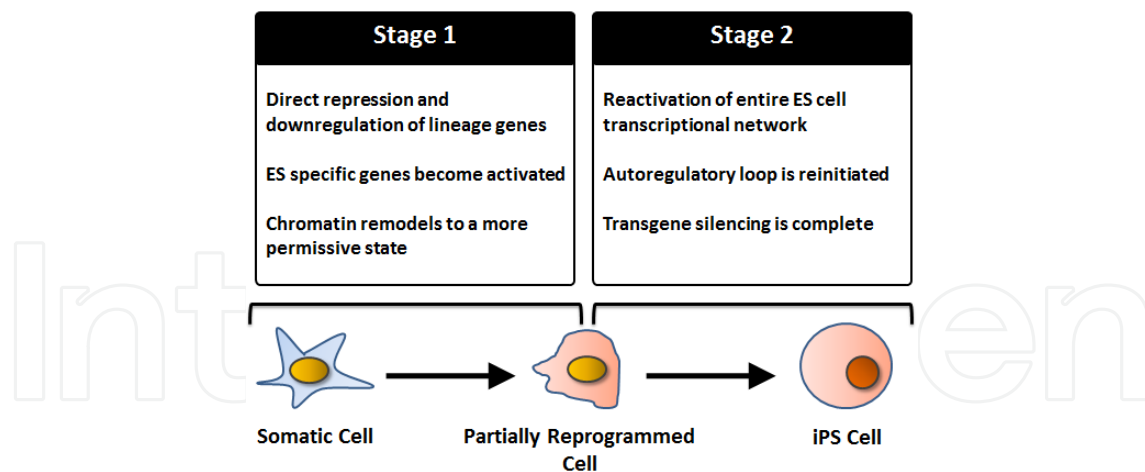 Stage 1
Direct repression and
downregulation of lineage genes
ES specific genes become activated
Chromatin remodels to a more
permissive state
Stage 2
Reactivation of entire ES cell
transcriptional network
Autoregulatory loop is reinitiated
Transgene silencing is complete
Somatic Cell
Partially Reprogrammed
Cell
iPS Cell